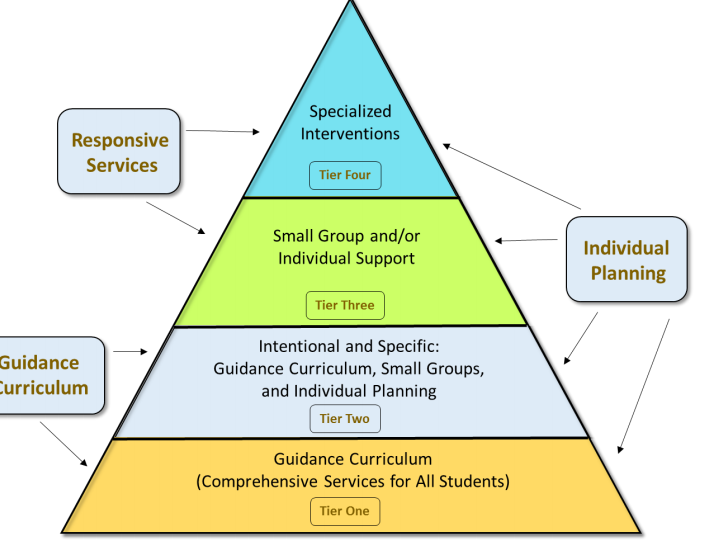 Specialized
Interventions
Tier Four
Responsive
Services
Small Group and/or
Individual Support
Tier Three
Individual
Planning
Intentional and Specific:
Guidance Curriculum, Small Groups,
and Individual Planning
Tier Two
Guidance
Curriculum
Guidance Curriculum
(Comprehensive Services for All Students)
Tier One